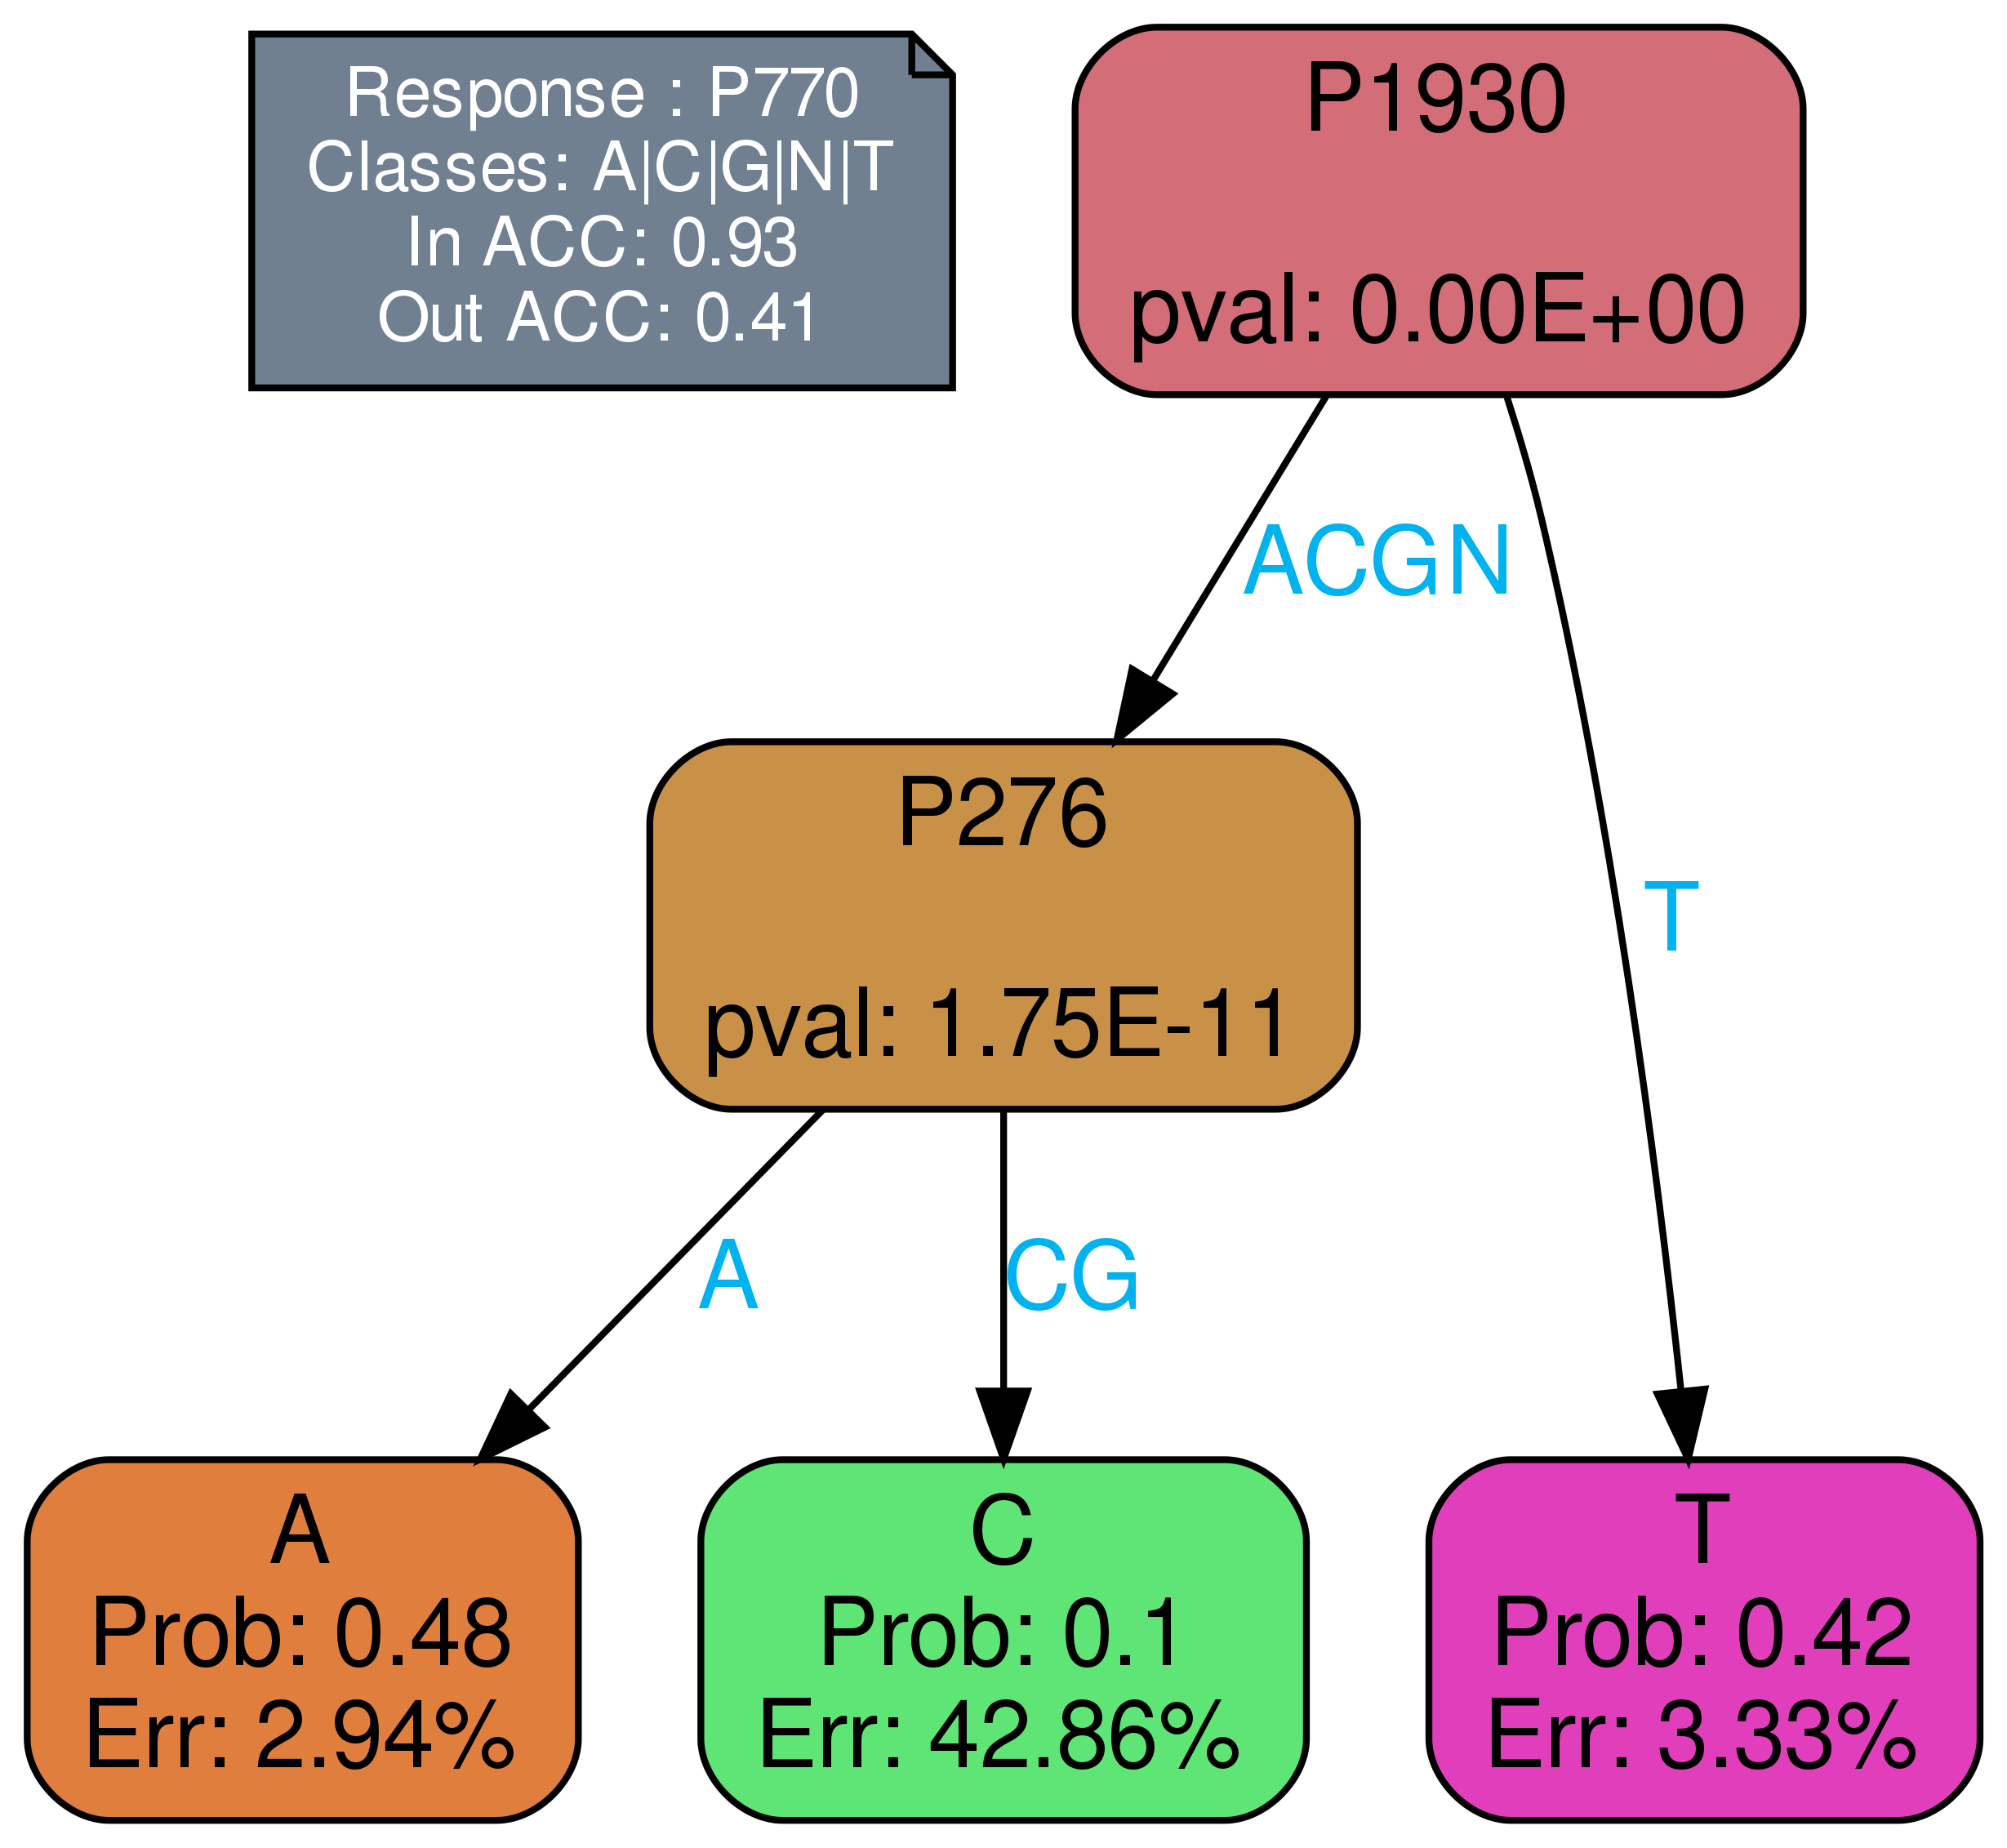 Response : P770
Classes: A|C|G|N|T
In ACC: 0.93
Out ACC: 0.41
P1930
pval: 0.00E+00
ACGN
T
P276
pval: 1.75E-11
A
CG
A
Prob: 0.48
Err: 2.94%
C
Prob: 0.1
Err: 42.86%
T
Prob: 0.42
Err: 3.33%